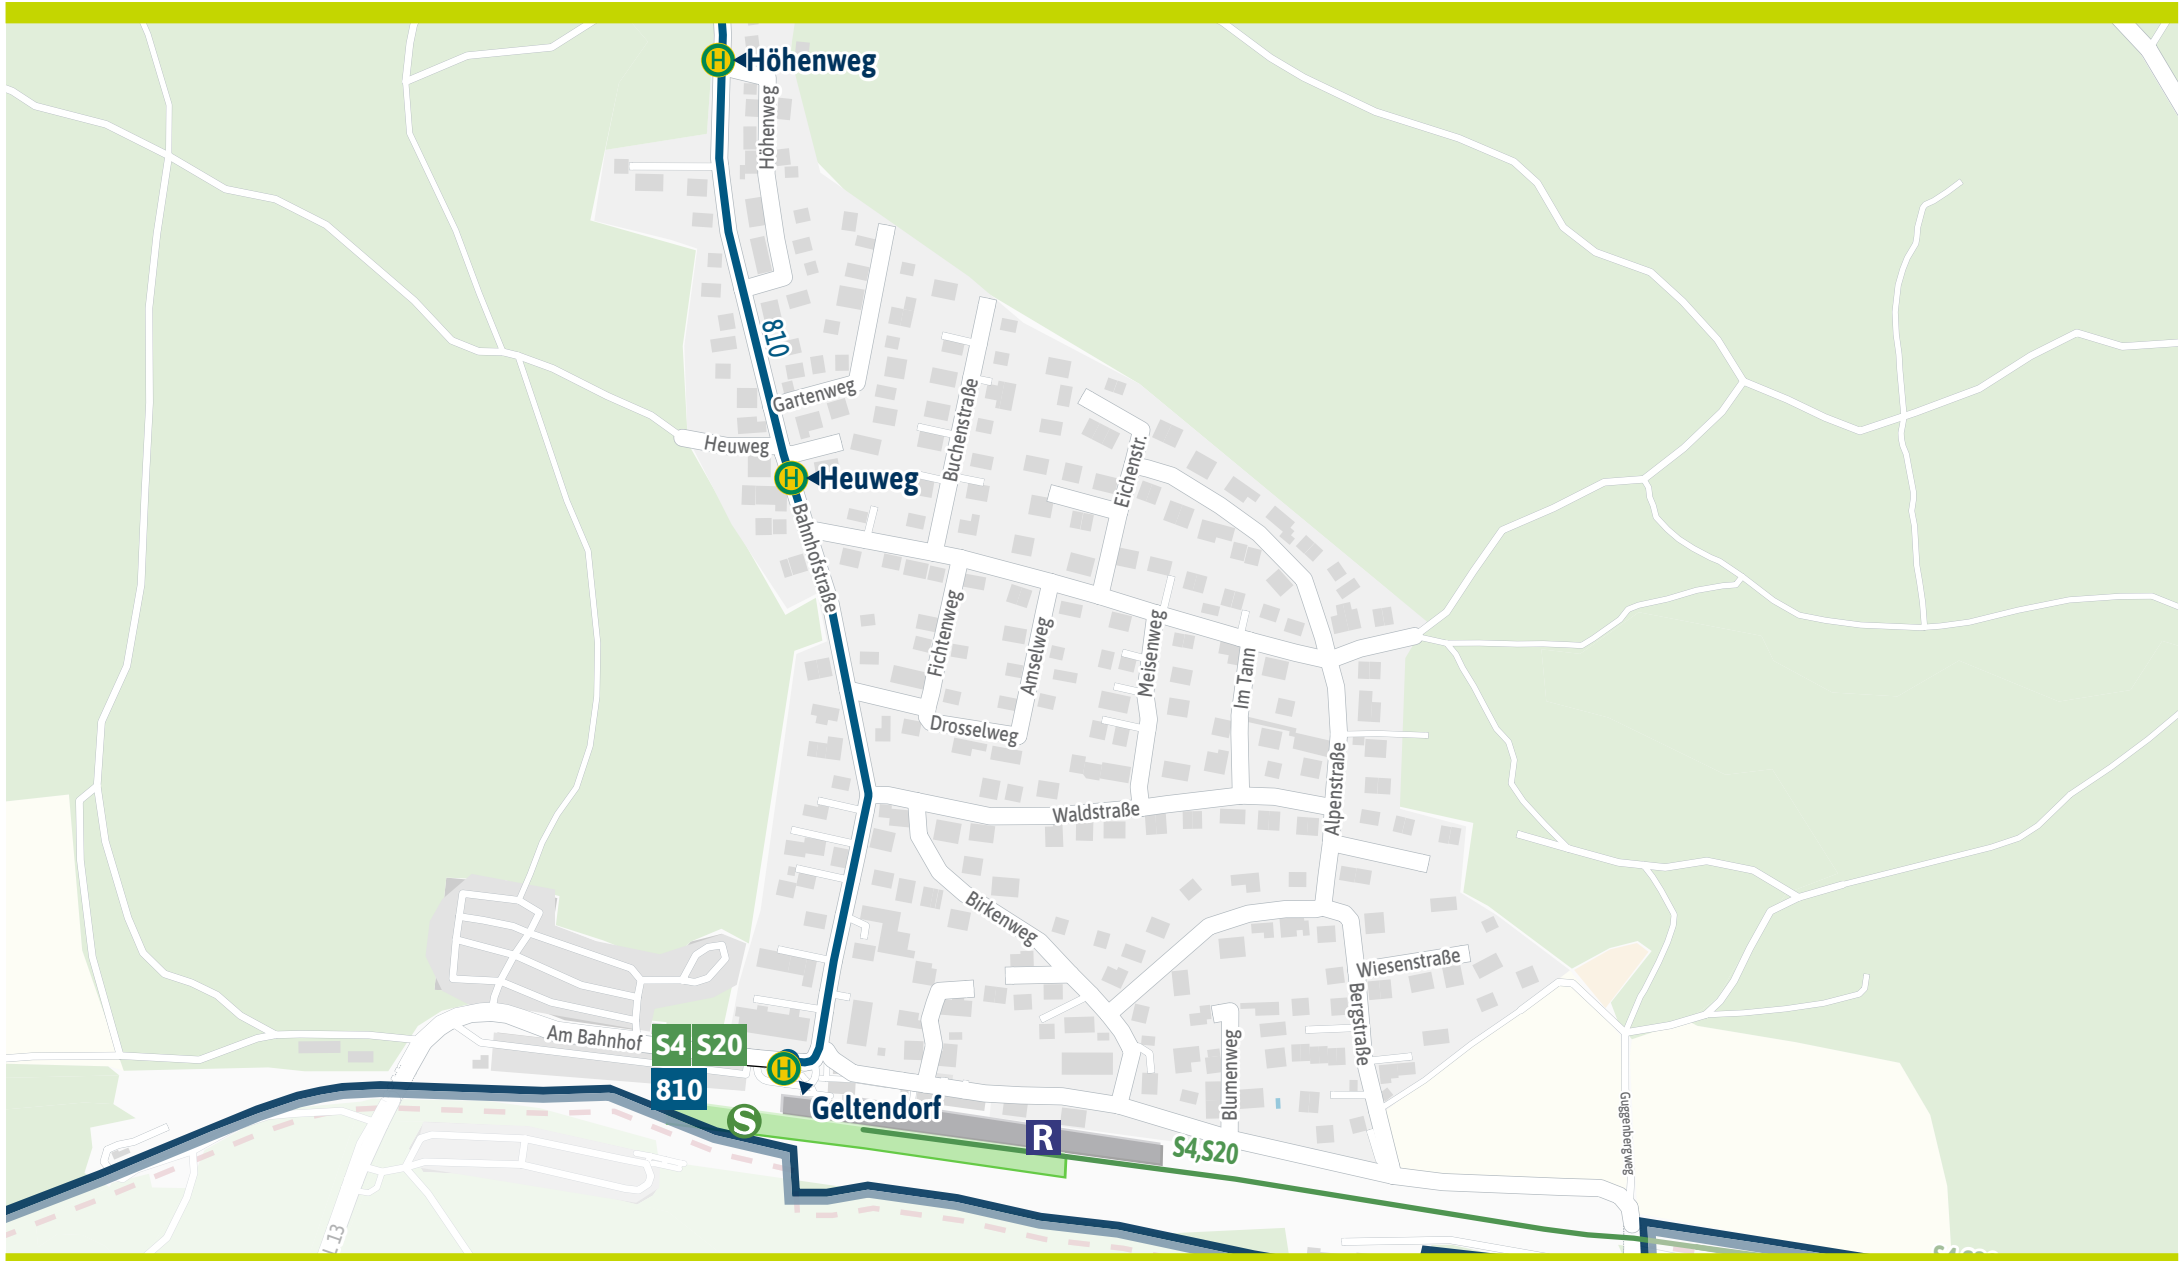 H
Höhenweg
Höhenweg
810
Gartenweg
Heuweg
H
Heuweg
Buchenstraße
Eichenstr.
Bahnhofstraße
Fichtenweg
Amselweg
Meisenweg
Im Tann
Drosselweg
Alpenstraße
Waldstraße
Birkenweg
Wiesenstraße
Bergstraße
Am Bahnhof
S4 S20
H
810
Geltendorf
S
R
S4,S20
Blumenweg
Guggenbergweg
L 13